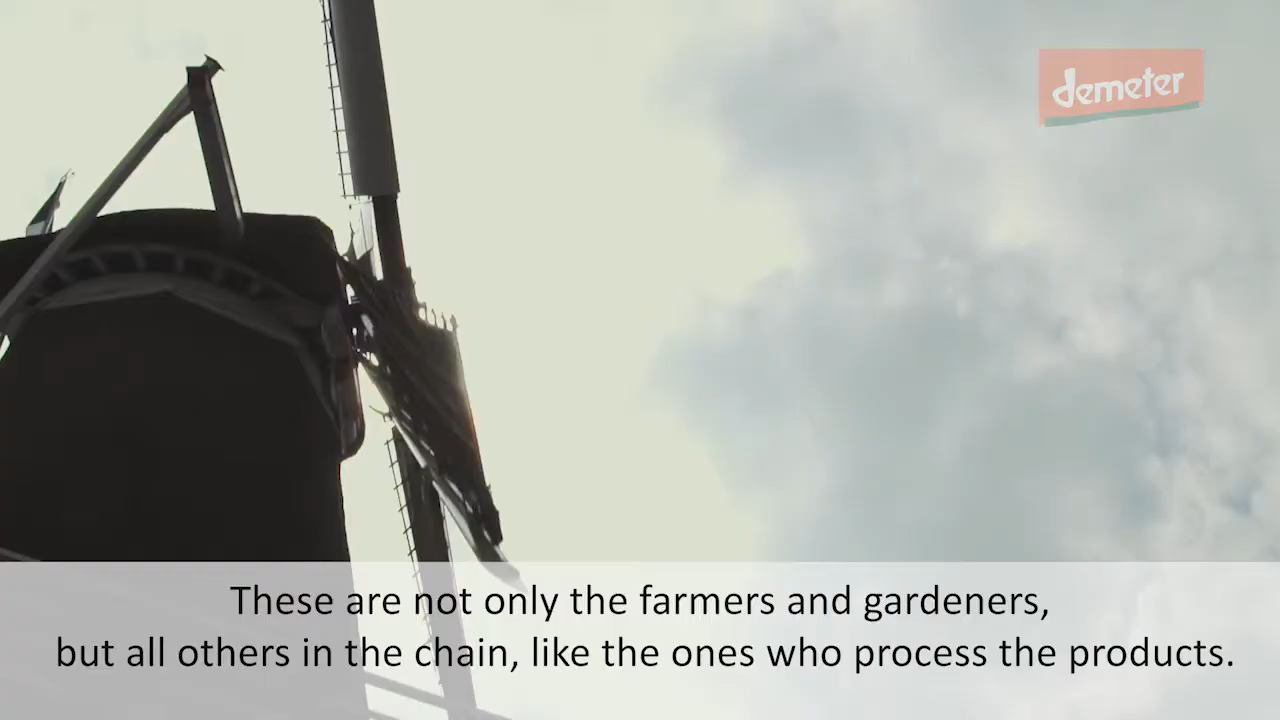 demeter
These are not only the farmers and gardeners,
but all others in the chain, like the ones who process the products.